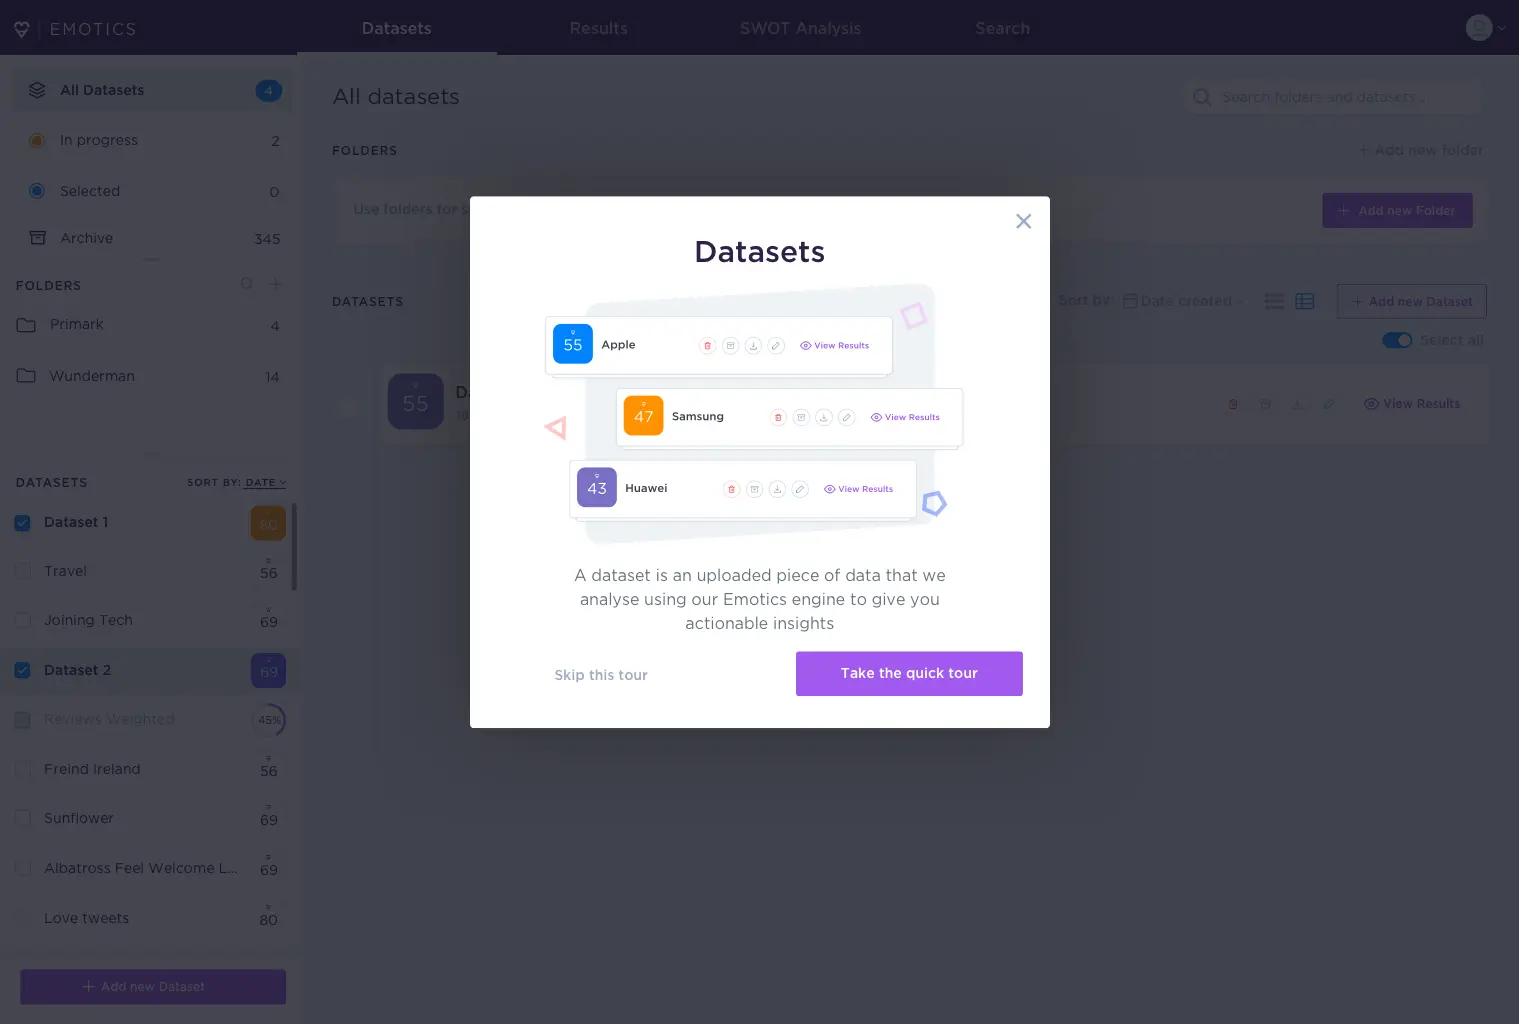 EMOTICS
Datasets
Results
SWOT Analysis
Search
All Datasets
4
In progress
2
Selected
0
Archive
345
FOLDERS
Primark
4
Wunderman
14
DATASETS
SORT BY: DATE
Dataset 1
80
Travel
56
Joining Tech
69
Dataset 2
69
Reviews Weighted
45%
Freind Ireland
56
Sunflower
69
Albatross Feel Welcome L...
69
Love tweets
80
+ Add new Dataset
All datasets
Search folders and datasets...
FOLDERS
+ Add new folder
Use folders for
+ Add new Folder
DATASETS
Sort by: Date created
+ Add new Dataset
Select all
55
View Results
Datasets
55 Apple View Results
47 Samsung View Results
43 Huawei View Results
A dataset is an uploaded piece of data that we
analyse using our Emotics engine to give you
actionable insights
Skip this tour
Take the quick tour